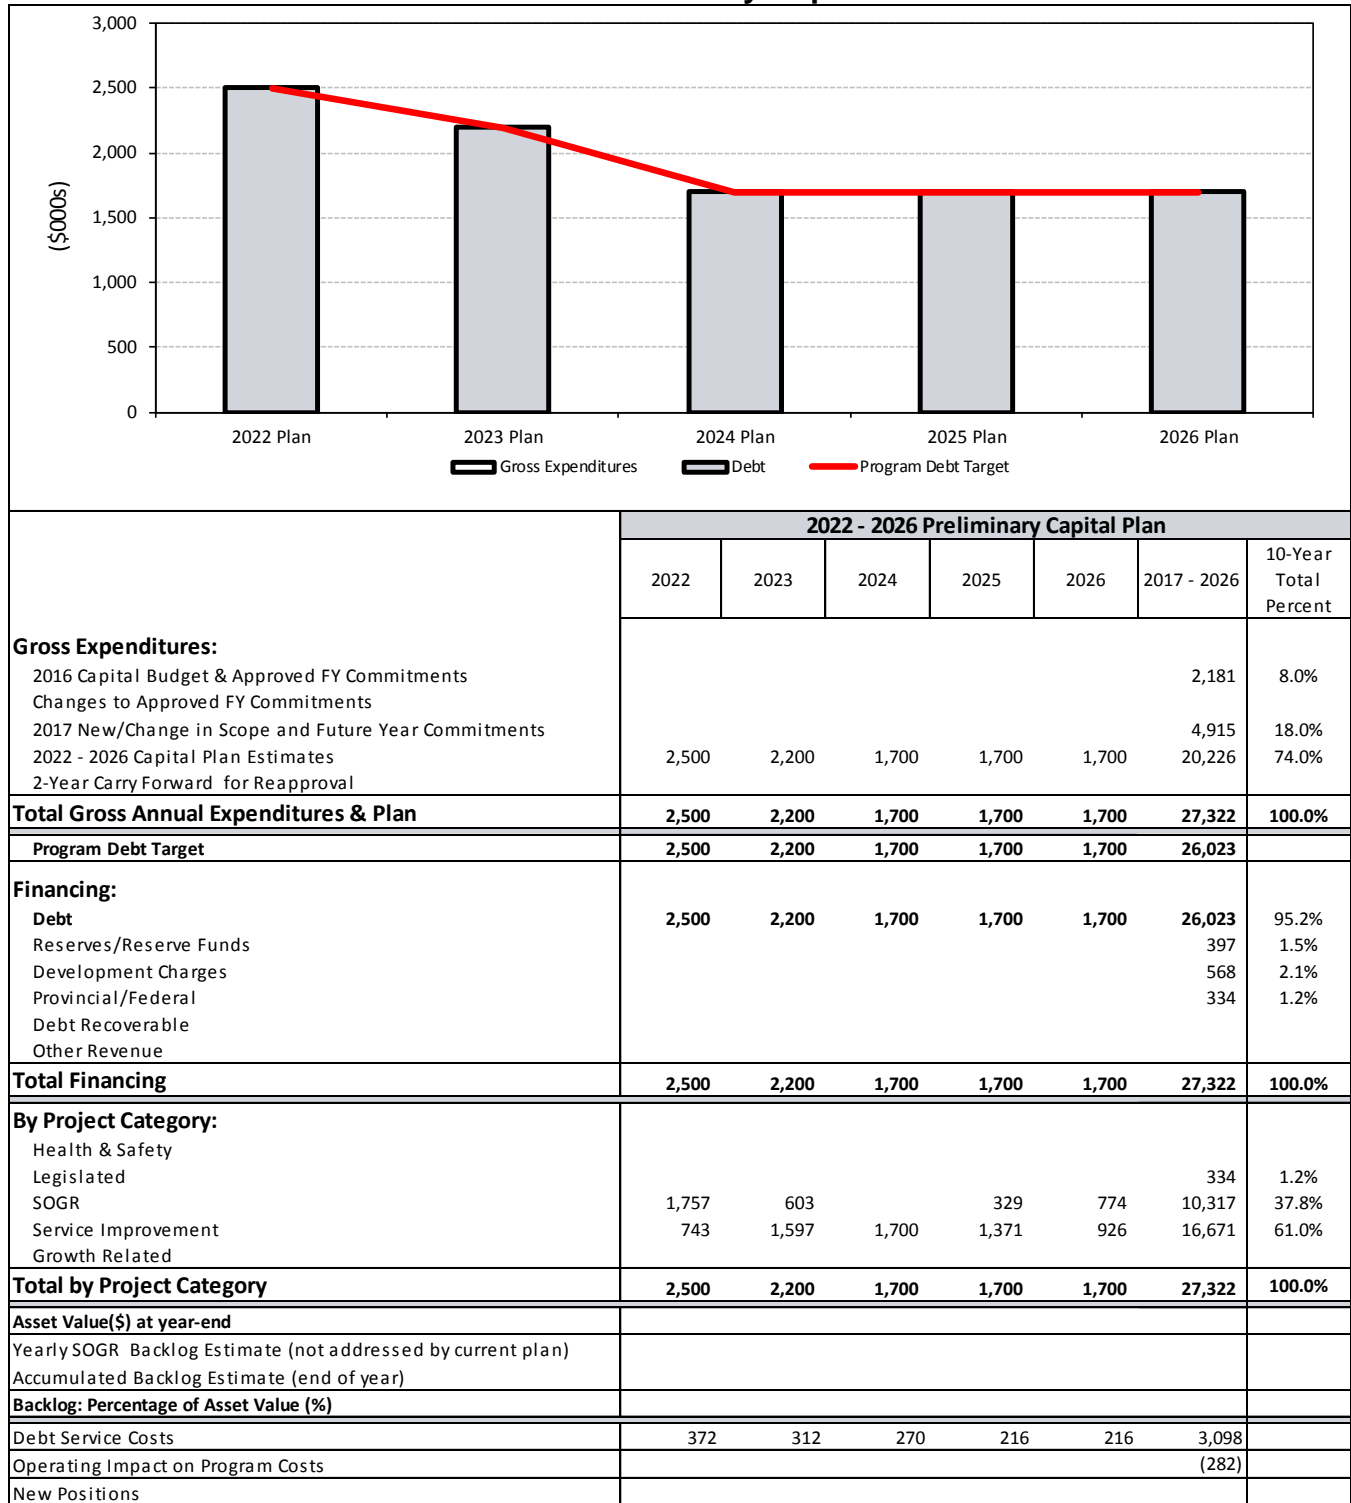 3,000
2,500
2,000
1,500
1,000
500
0
($000s)
2022 Plan 2023 Plan 2024 Plan 2025 Plan 2026 Plan
Gross Expenditures Debt Program Debt Target
2022 - 2026 Preliminary Capital Plan
2022 2023 2024 2025 2026 2017 - 2026 10-Year Total Percent
Gross Expenditures:
2016 Capital Budget & Approved FY Commitments 2,181 8.0%
Changes to Approved FY Commitments
2017 New/Change in Scope and Future Year Commitments 4,915 18.0%
2022 - 2026 Capital Plan Estimates 2,500 2,200 1,700 1,700 1,700 20,226 74.0%
2-Year Carry Forward for Reapproval
Total Gross Annual Expenditures & Plan 2,500 2,200 1,700 1,700 1,700 27,322 100.0%
Program Debt Target 2,500 2,200 1,700 1,700 1,700 26,023
Financing:
Debt 2,500 2,200 1,700 1,700 1,700 26,023 95.2%
Reserves/Reserve Funds 397 1.5%
Development Charges 568 2.1%
Provincial/Federal 334 1.2%
Debt Recoverable
Other Revenue
Total Financing 2,500 2,200 1,700 1,700 1,700 27,322 100.0%
By Project Category:
Health & Safety
Legislated 334 1.2%
SOGR 1,757 603 329 774 10,317 37.8%
Service Improvement 743 1,597 1,700 1,371 926 16,671 61.0%
Growth Related
Total by Project Category 2,500 2,200 1,700 1,700 1,700 27,322 100.0%
Asset Value($) at year-end
Yearly SOGR Backlog Estimate (not addressed by current plan)
Accumulated Backlog Estimate (end of year)
Backlog: Percentage of Asset Value (%)
Debt Service Costs 372 312 270 216 216 3,098
Operating Impact on Program Costs (282)
New Positions